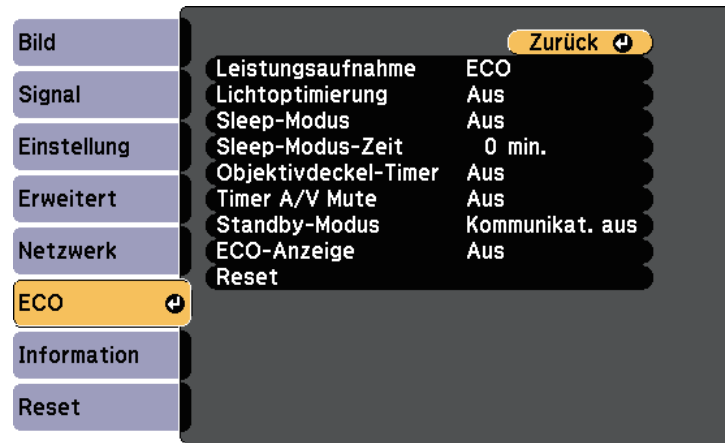 Bild
Signal
Einstellung
Erweitert
Netzwerk
ECO
Information
Reset
Zurück
Leistungsaufnahme ECO
Lichtoptimierung Aus
Sleep-Modus Aus
Sleep-Modus-Zeit 0 min.
Objektivdeckel-Timer Aus
Timer A/V Mute Aus
Standby-Modus Kommunikat. aus
ECO-Anzeige Aus
Reset